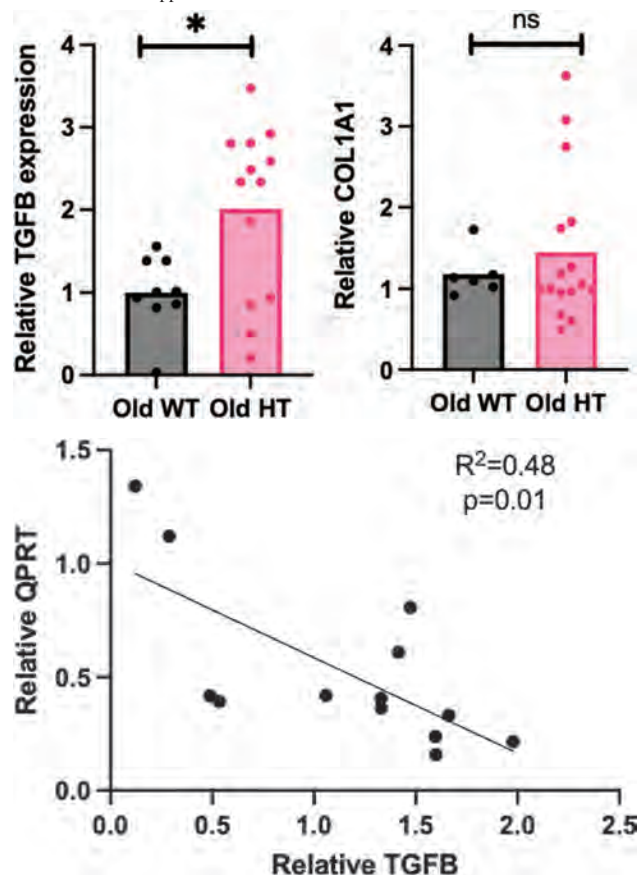 *
ns
Relative TGFB expression
4
3
2
1
0
Old WT Old HT
Relative COL1A1
4
3
2
1
0
Old WT Old HT
R²=0.48
p=0.01
Relative QPRT
1.5
1.0
0.5
0.0
0.0 0.5 1.0 1.5 2.0 2.5
Relative TGFB